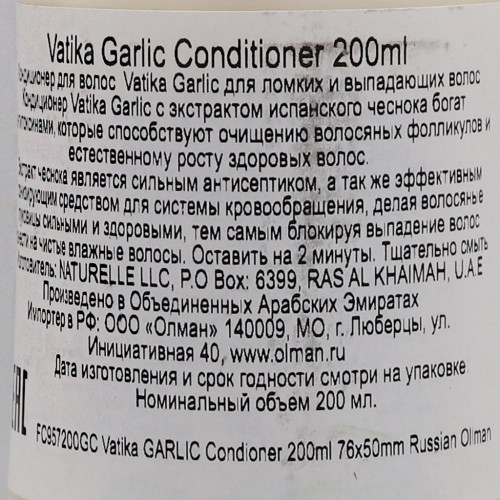 Vatika Garlic Conditioner 200ml
для волос Vatika Garlic для ломких и выпадающих волос
Кондиционер Vatika Garlic с экстрактом испанского чеснока богат
которые способствуют очищению волосяных фолликулов и
естественному росту здоровых волос.
чеснока является сильным антисептиком, а так же эффективным
средством для системы кровообращения, делая волосяные
сильными и здоровыми, тем самым блокируя выпадение волос
на чистые влажные волосы. Оставить на 2 минуты. Тщательно смыть
NATURELLE LLC, P.O Box: 6399, RAS AL KHAIMAH, U.A.E
Произведено в Объединенных Арабских Эмиратах
Импортер в РФ: ООО «Олман» 140009, МО, г. Люберцы, ул.
Инициативная 40, www.olman.ru
Дата изготовления и срок годности смотри на упаковке
Номинальный объем 200 мл.
EAC
FC957200GC Vatika GARLIC Condioner 200ml 76x50mm Russian Olman